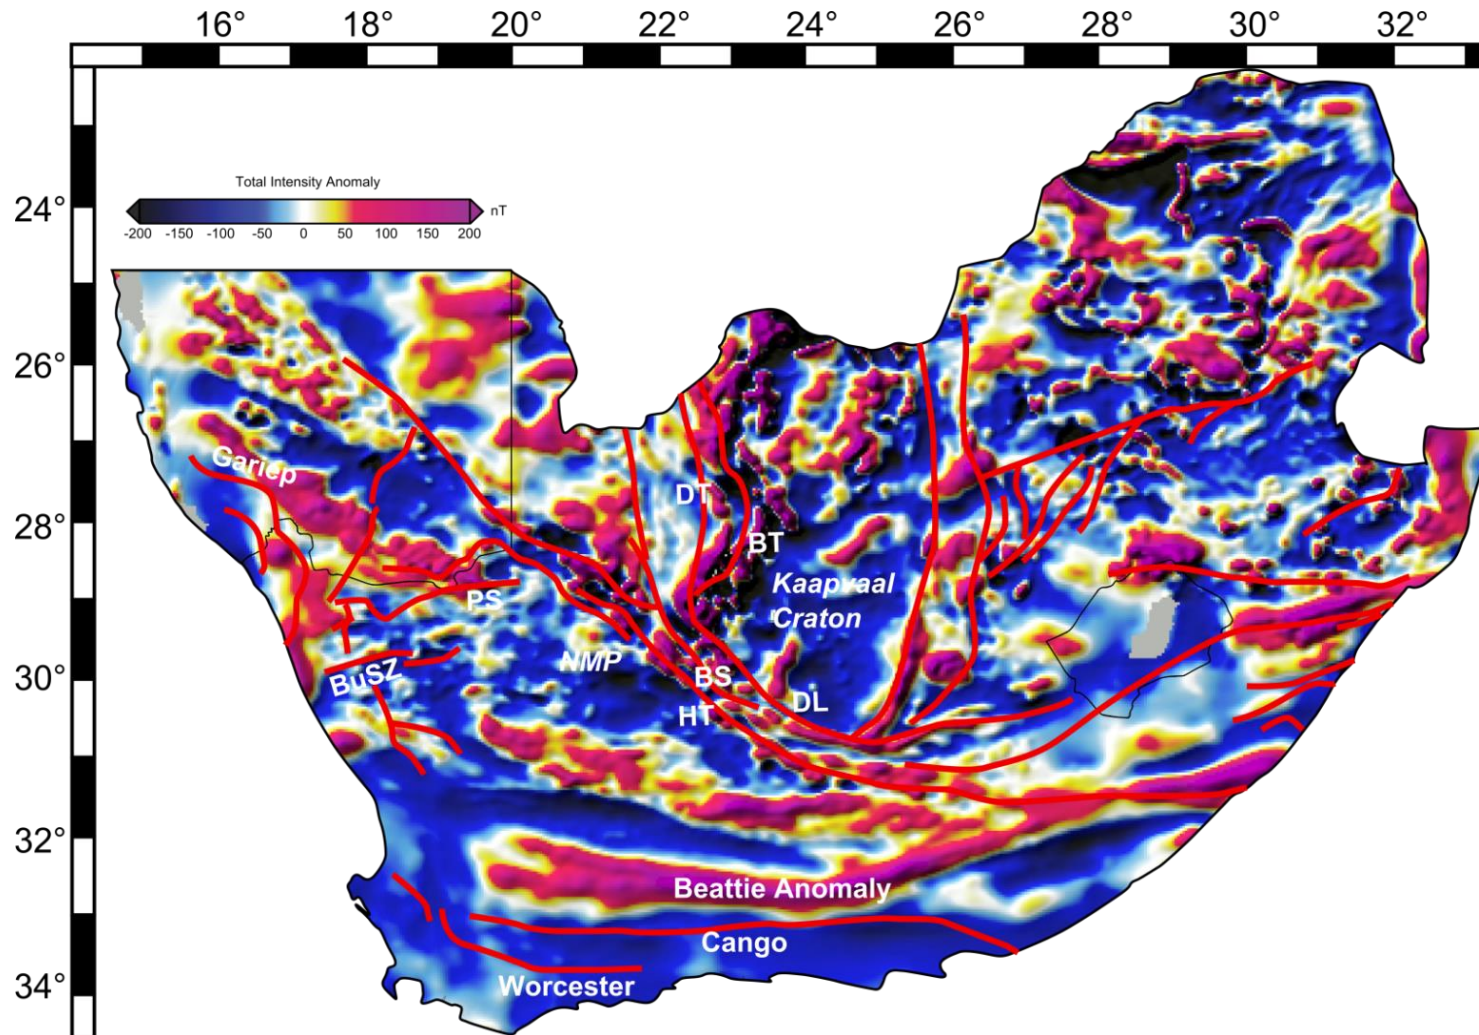 16° 18° 20° 22° 24° 26° 28° 30° 32°
Total Intensity Anomaly
nT
-200 -150 -100 -50 0 50 100 150 200
24°
26°
28°
30°
32°
34°
Gariep
DT
BT
Kaapvaal
Craton
PS
NMP
BuSZ
BS
DL
HT
Beattie Anomaly
Cango
Worcester